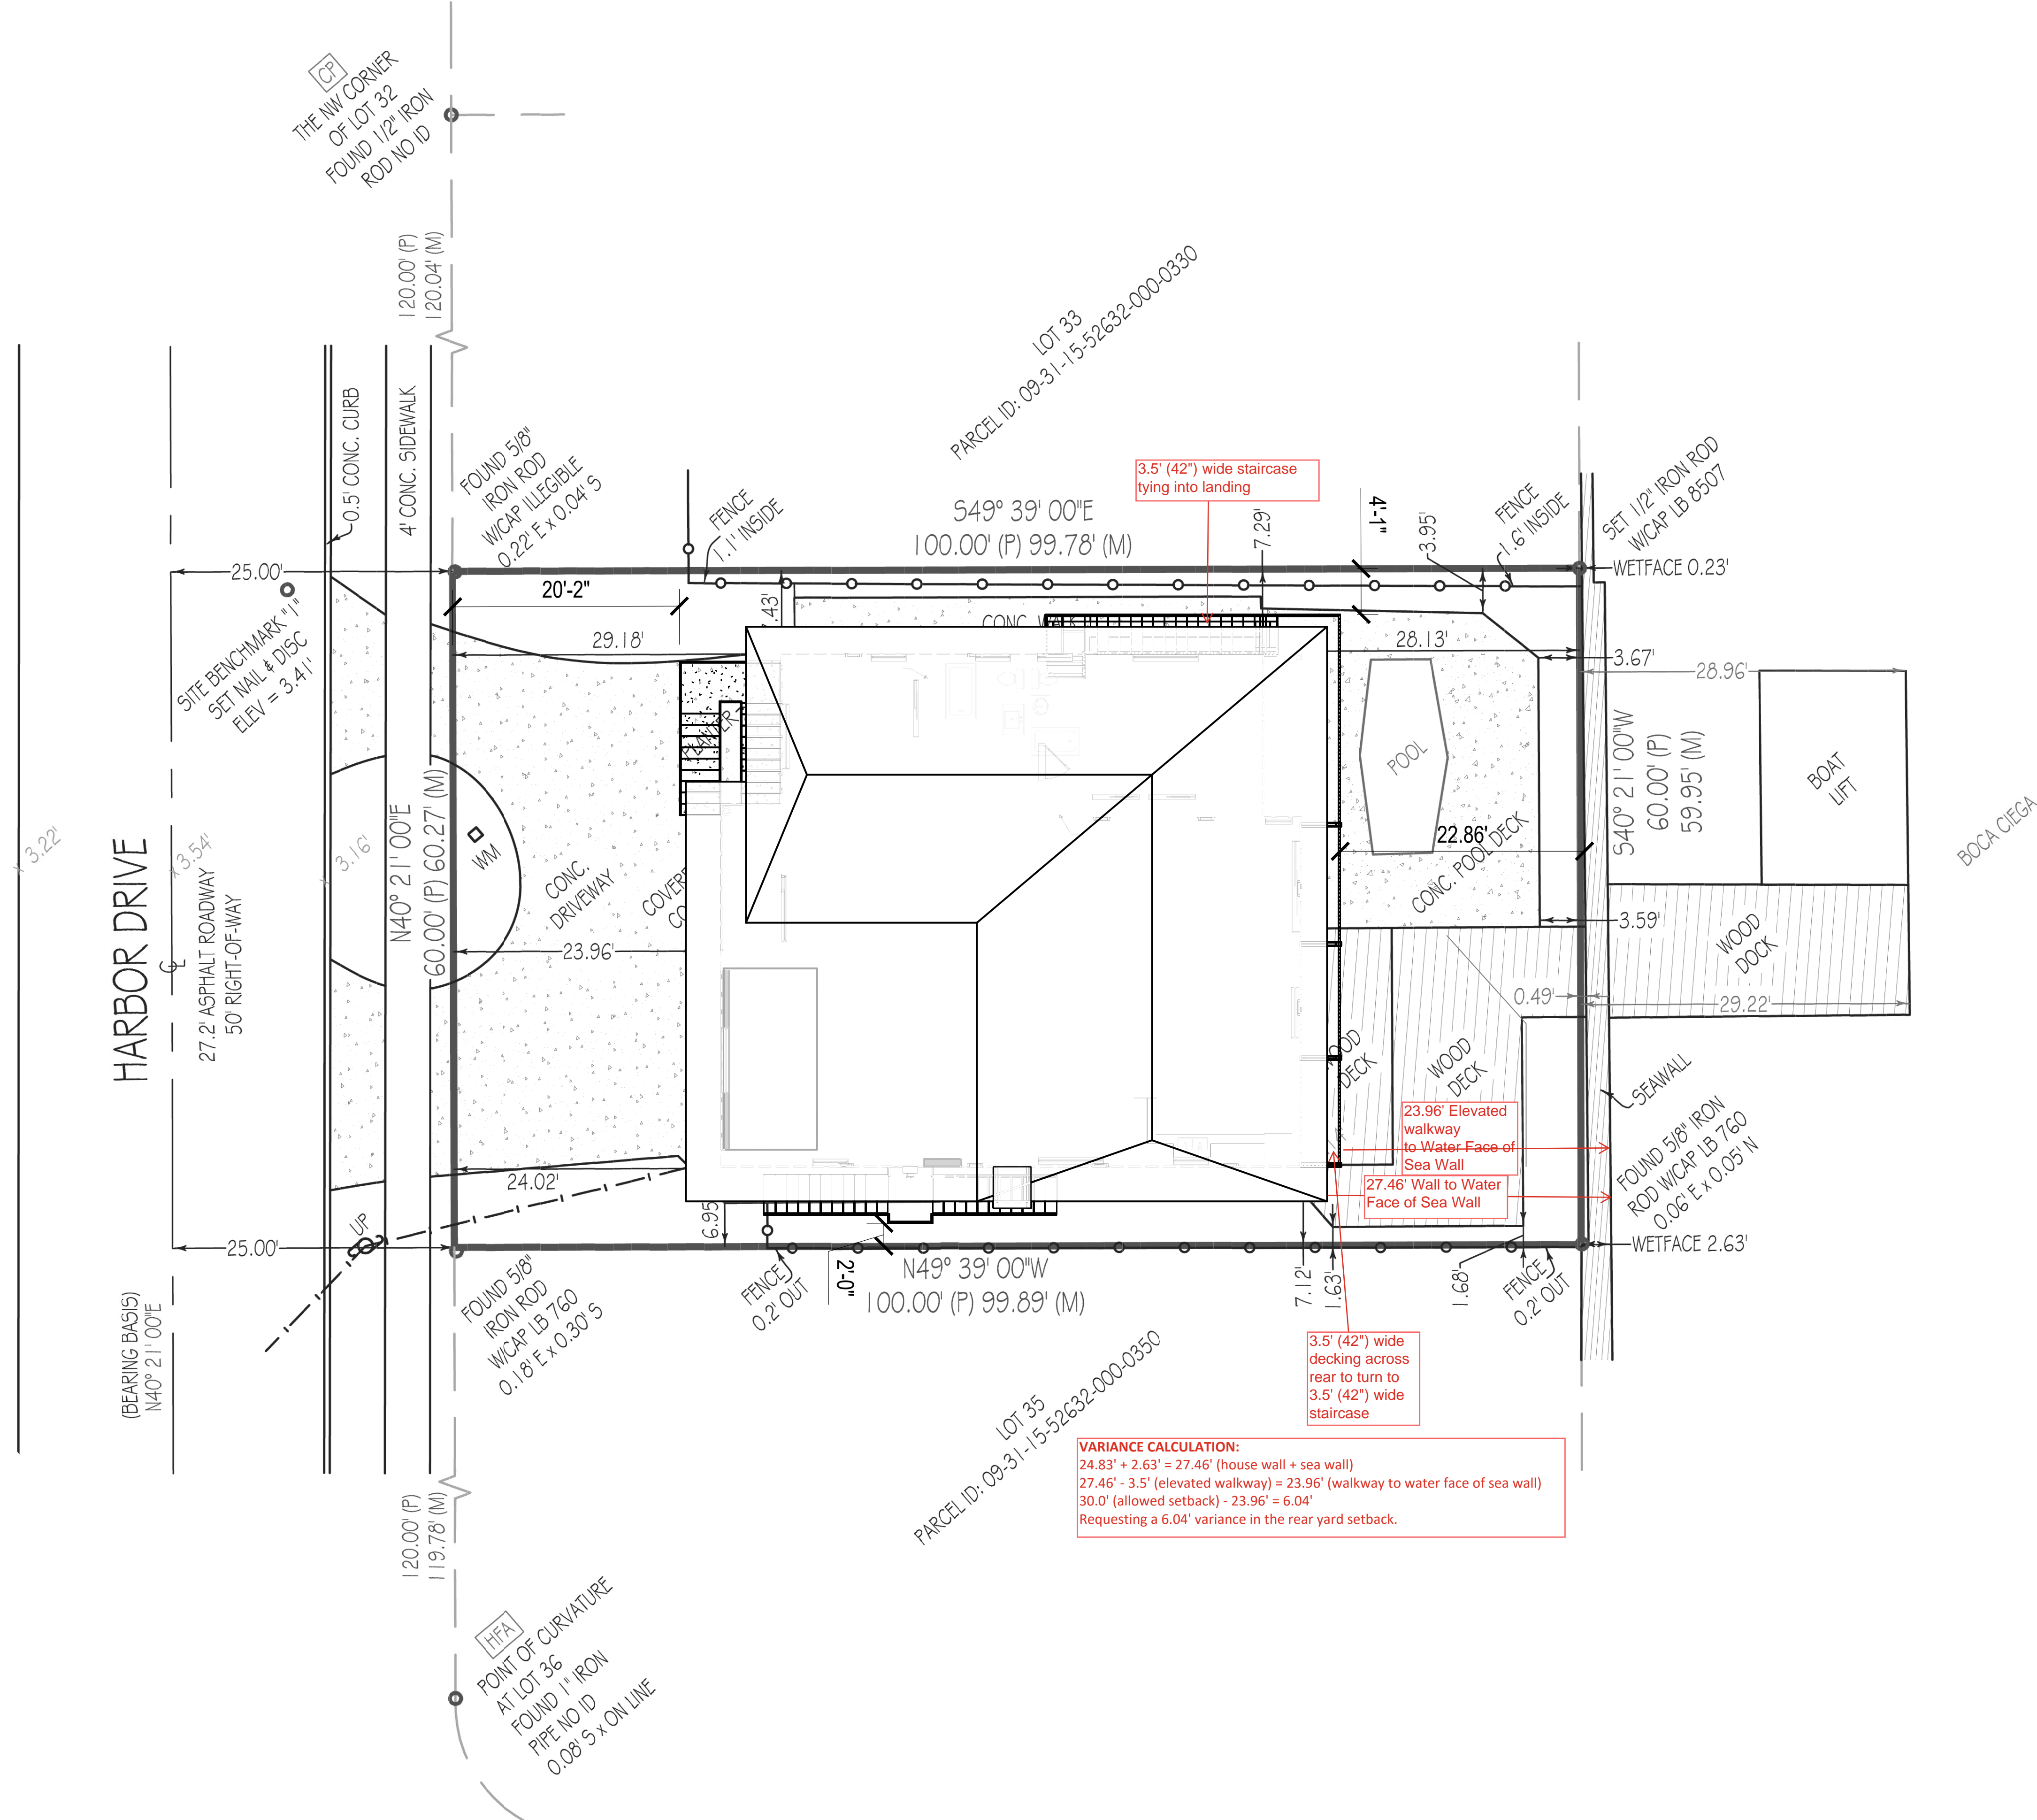 CP
THE NW CORNER
OF LOT 32
FOUND 1/2" IRON
ROD NO ID
120.00' (P)
120.04' (M)
LOT 33
PARCEL ID: 09-31-15-52632-000-0330
0.5' CONC. CURB
4' CONC. SIDEWALK
FOUND 5/8"
IRON ROD
W/CAP ILLEGIBLE
0.22' E x 0.04' S
FENCE
1.1' INSIDE
S49° 39' 00"E
100.00' (P) 99.78' (M)
3.5' (42") wide staircase
tying into landing
7.29'
4'-1"
3.95'
FENCE
1.6' INSIDE
SET 1/2" IRON ROD
W/CAP LB 8507
WETFACE 0.23'
25.00'
SITE BENCHMARK "1"
SET NAIL & DISC
ELEV = 3.41'
20'-2"
29.18'
.43'
CONC. WALK
28.13'
3.67'
28.96'
PLANTER
POOL
S40° 21' 00"W
60.00' (P)
59.95' (M)
BOAT
LIFT
BOCA CIEGA
x 3.22'
HARBOR DRIVE
x 3.54'
℄
27.2' ASPHALT ROADWAY
50' RIGHT-OF-WAY
x 3.16'
N40° 21' 00"E
60.00' (P) 60.27' (M)
WM
CONC.
DRIVEWAY
COVER
CO
22.86'
CONC. POOL DECK
3.59'
23.96'
WOOD
DOCK
0.49'
29.22'
WOOD
DECK
OOD
DECK
SEAWALL
23.96' Elevated
walkway
to Water Face of
Sea Wall
27.46' Wall to Water
Face of Sea Wall
FOUND 5/8" IRON
ROD W/CAP LB 760
0.06' E x 0.05' N
24.02'
UP
6.95
25.00'
WETFACE 2.63'
2'-0"
N49° 39' 00"W
100.00' (P) 99.89' (M)
FENCE
0.2' OUT
7.12'
1.63'
1.68'
FENCE
0.2' OUT
FOUND 5/8"
IRON ROD
W/CAP LB 760
0.18' E x 0.30' S
(BEARING BASIS)
N40° 21' 00"E
3.5' (42") wide
decking across
rear to turn to
3.5' (42") wide
staircase
LOT 35
PARCEL ID: 09-31-15-52632-000-0350
VARIANCE CALCULATION:
24.83' + 2.63' = 27.46' (house wall + sea wall)
27.46' - 3.5' (elevated walkway) = 23.96' (walkway to water face of sea wall)
30.0' (allowed setback) - 23.96' = 6.04'
Requesting a 6.04' variance in the rear yard setback.
120.00' (P)
119.78' (M)
HFA
POINT OF CURVATURE
AT LOT 36
FOUND 1" IRON
PIPE NO ID
0.08' S x ON LINE